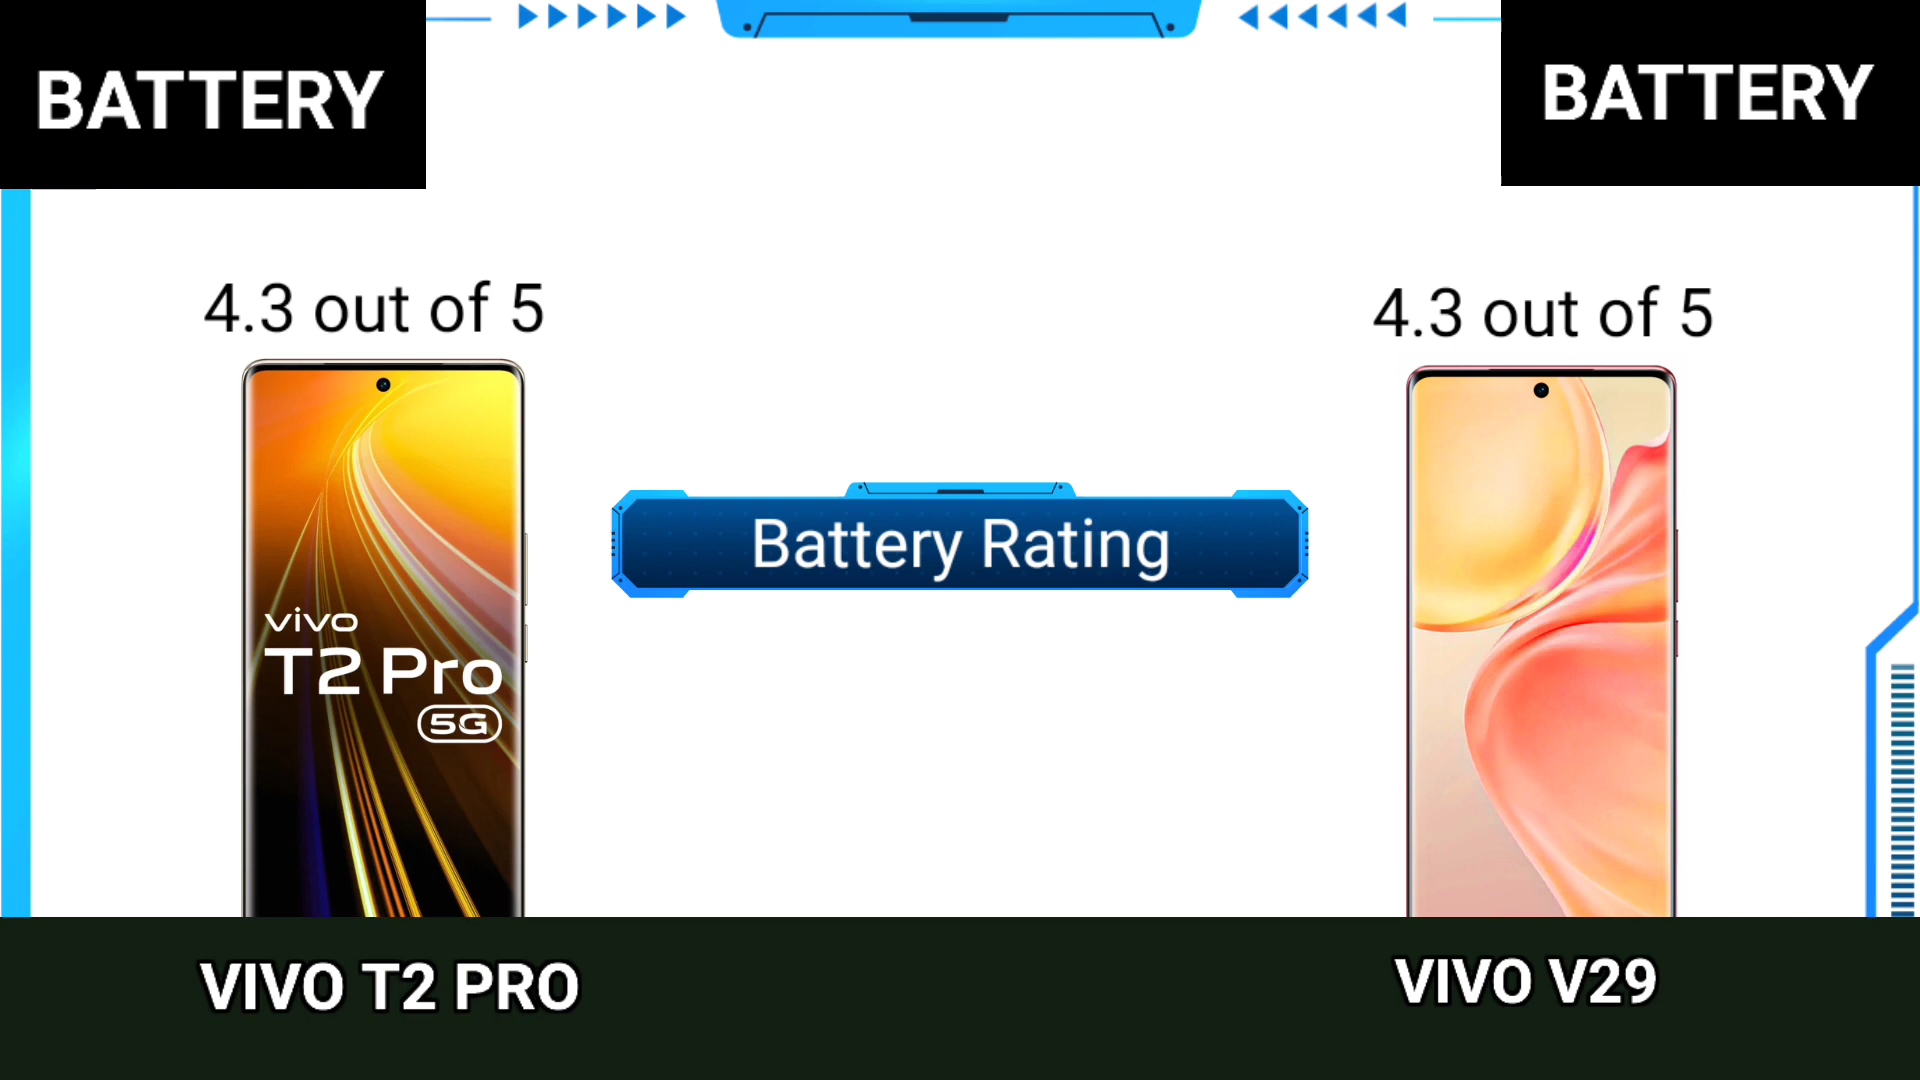 BATTERY
BATTERY
4.3 out of 5
4.3 out of 5
Battery Rating
vivo
T2 Pro
5G
VIVO T2 PRO
VIVO V29